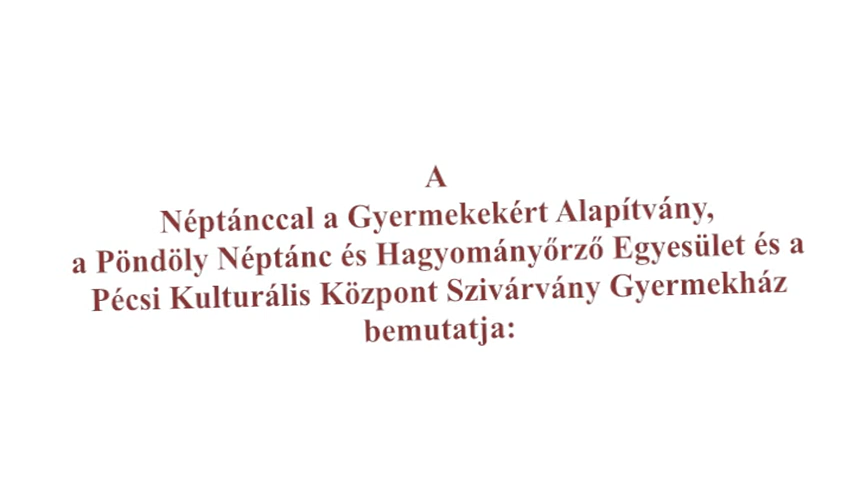 A
Néptánccal a Gyermekekért Alapítvány,
a Pöndöly Néptánc és Hagyományőrző Egyesület és a
Pécsi Kulturális Központ Szivárvány Gyermekház
bemutatja: